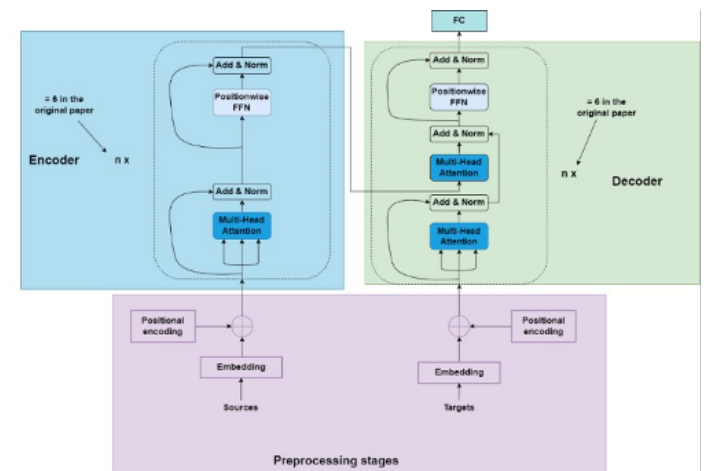 FC
Add & Norm
Positionwise
FFN
= 6 in the
original paper
Encoder
n x
Add & Norm
Multi-Head
Attention
Add & Norm
Positionwise
FFN
Add & Norm
Multi-Head
Attention
Add & Norm
Multi-Head
Attention
= 6 in the
original paper
n x
Decoder
Positional
encoding
Embedding
Sources
Positional
encoding
Embedding
Targets
Preprocessing stages